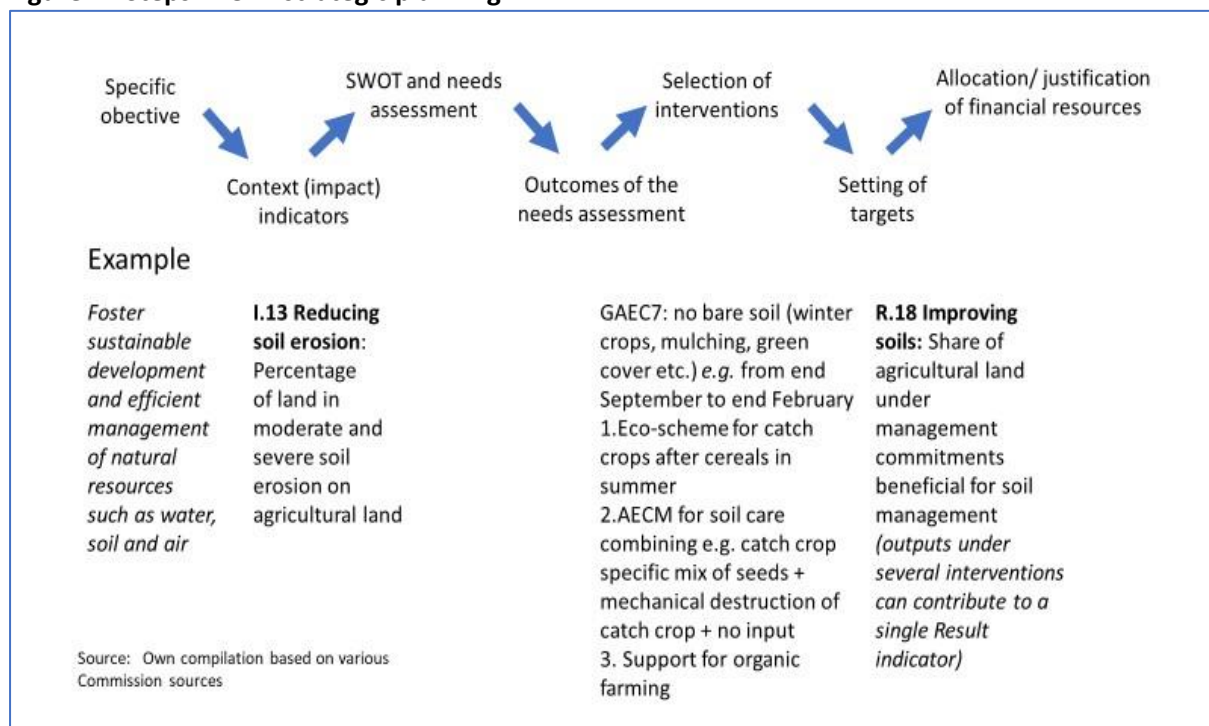 Specific
obective
Context (impact)
indicators
SWOT and needs
assessment
Outcomes of the
needs assessment
Selection of
interventions
Setting of
targets
Allocation/ justification
of financial resources
Example
Foster
sustainable
development
and efficient
management
of natural
resources
such as water,
soil and air
I.13 Reducing
soil erosion:
Percentage
of land in
moderate and
severe soil
erosion on
agricultural land
GAEC7: no bare soil (winter
crops, mulching, green
cover etc.) e.g. from end
September to end February
1.Eco-scheme for catch
crops after cereals in
summer
2.AECM for soil care
combining e.g. catch crop
specific mix of seeds +
mechanical destruction of
catch crop + no input
3. Support for organic
farming
R.18 Improving
soils: Share of
agricultural land
under
management
commitments
beneficial for soil
management
(outputs under
several interventions
can contribute to a
single Result
indicator)
Source: Own compilation based on various
Commission sources